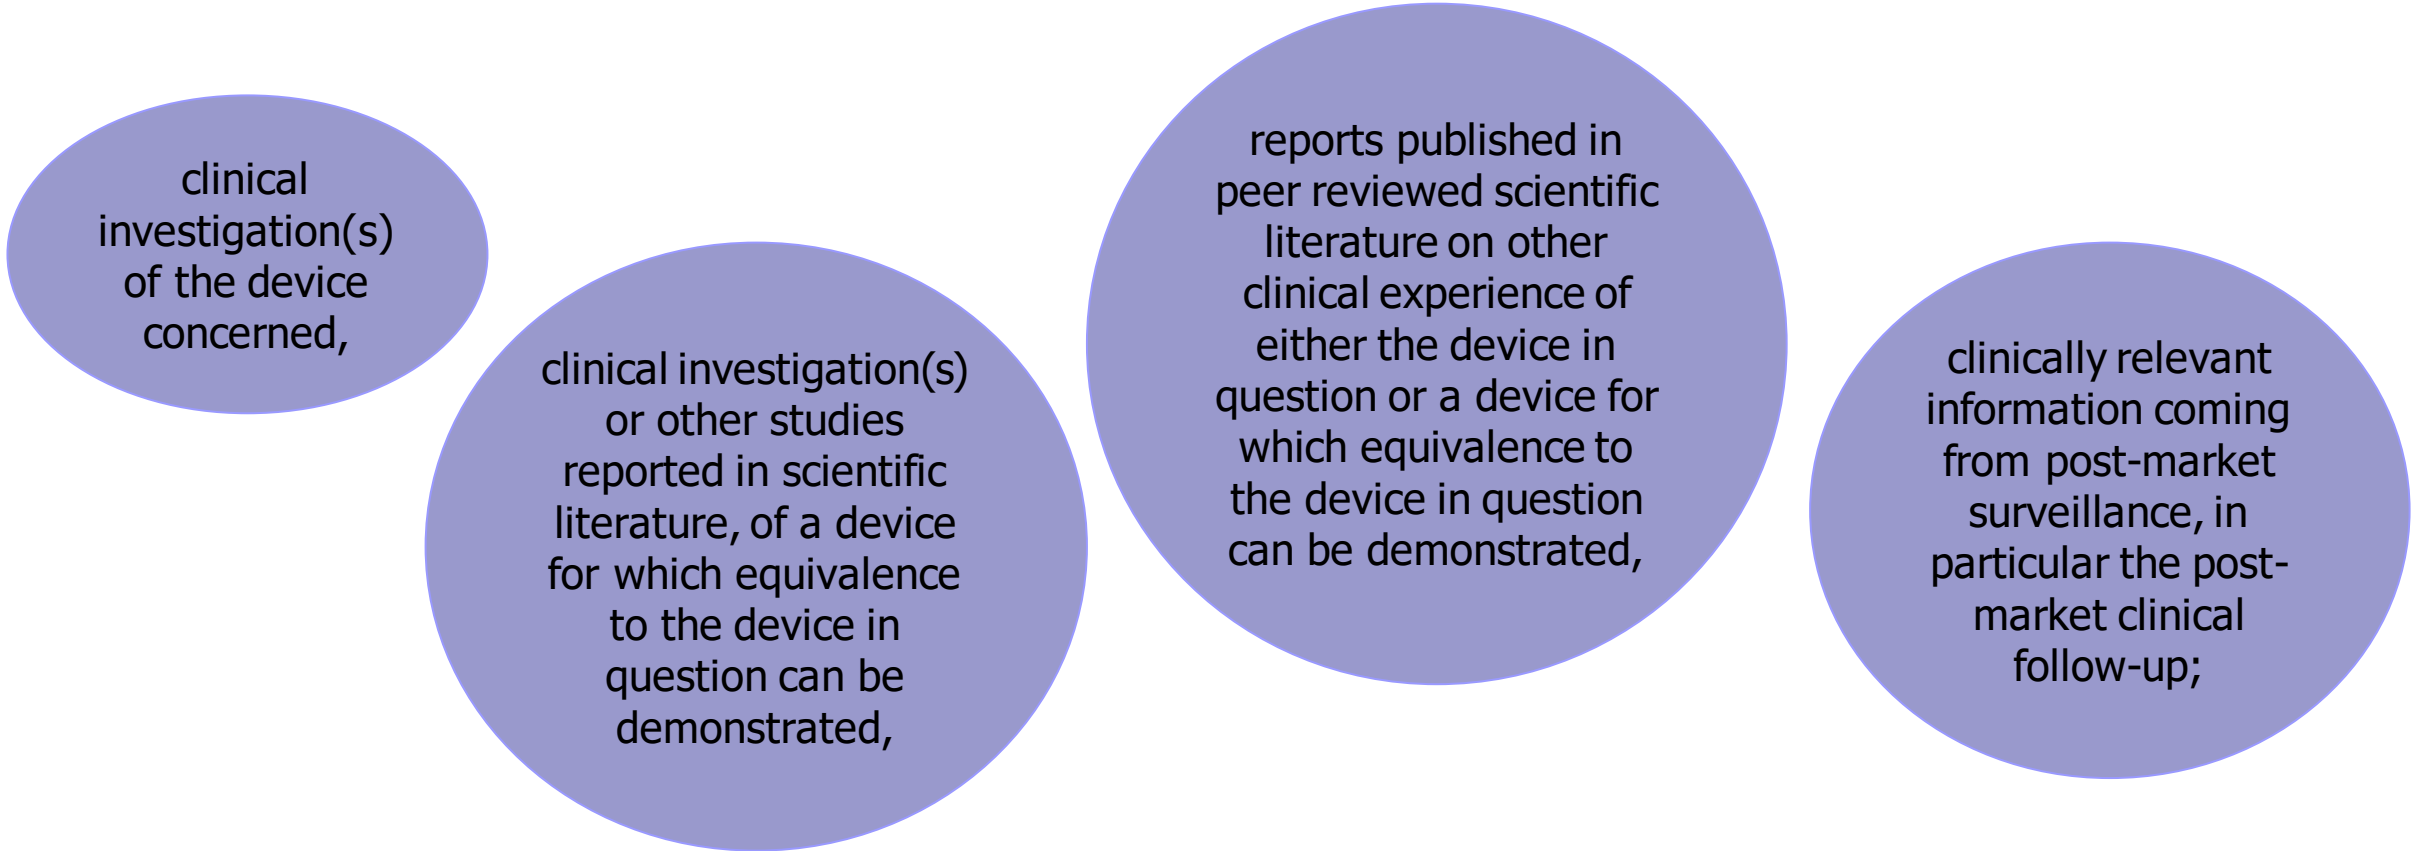 clinical
investigation(s)
of the device
concerned,
clinical investigation(s)
or other studies
reported in scientific
literature, of a device
for which equivalence
to the device in
question can be
demonstrated,
reports published in
peer reviewed scientific
literature on other
clinical experience of
either the device in
question or a device for
which equivalence to
the device in question
can be demonstrated,
clinically relevant
information coming
from post-market
surveillance, in
particular the post-
market clinical
follow-up;